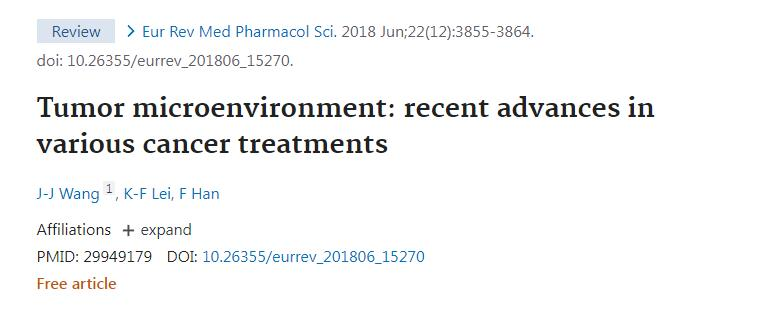 Review > Eur Rev Med Pharmacol Sci. 2018 Jun;22(12):3855-3864.
doi: 10.26355/eurrev_201806_15270.
Tumor microenvironment: recent advances in
various cancer treatments
J-J Wang 1, K-F Lei, F Han
Affiliations + expand
PMID: 29949179 DOI: 10.26355/eurrev_201806_15270
Free article